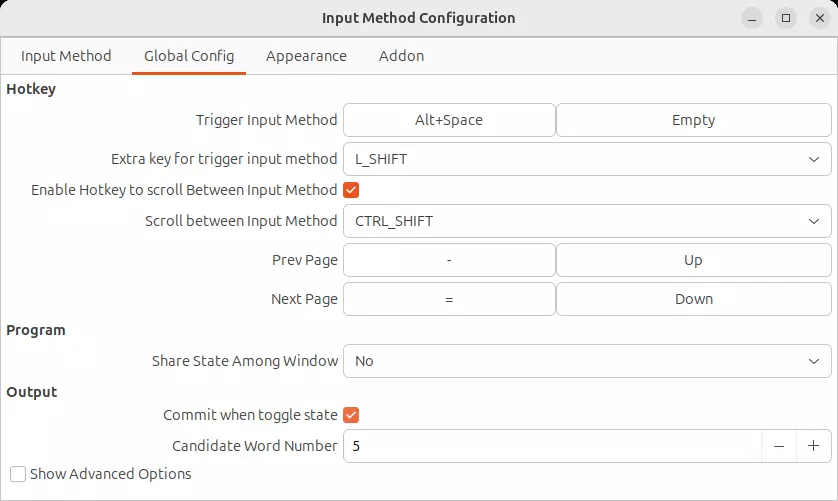 Input Method Configuration
Input Method Global Config Appearance Addon
Hotkey
Trigger Input Method Alt+Space Empty
Extra key for trigger input method L_SHIFT
Enable Hotkey to scroll Between Input Method
Scroll between Input Method CTRL_SHIFT
Prev Page - Up
Next Page = Down
Program
Share State Among Window No
Output
Commit when toggle state
Candidate Word Number 5 − +
Show Advanced Options